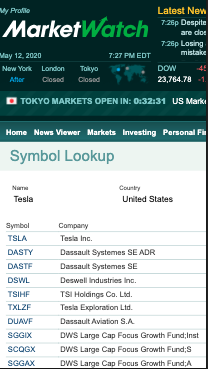 My Profile
Latest New
MarketWatch
7:26p Despite
are clo
7:26p Losing
mistake
May 12, 2020
7:27 PM EDT
New York London Tokyo
After Closed Closed
DOW
23,764.78
TOKYO MARKETS OPEN IN: 0:32:31 US Mark
Home News Viewer Markets Investing Personal Fi
Symbol Lookup
Name Country
Tesla United States
Symbol Company
TSLA Tesla Inc.
DASTY Dassault Systemes SE ADR
DASTF Dassault Systemes SE
DSWL Deswell Industries Inc.
TSIHF TSI Holdings Co. Ltd.
TXLZF Tesla Exploration Ltd.
DUAVF Dassault Aviation S.A.
SGGIX DWS Large Cap Focus Growth Fund;Inst
SCQGX DWS Large Cap Focus Growth Fund;S
SGGAX DWS Large Cap Focus Growth Fund;A